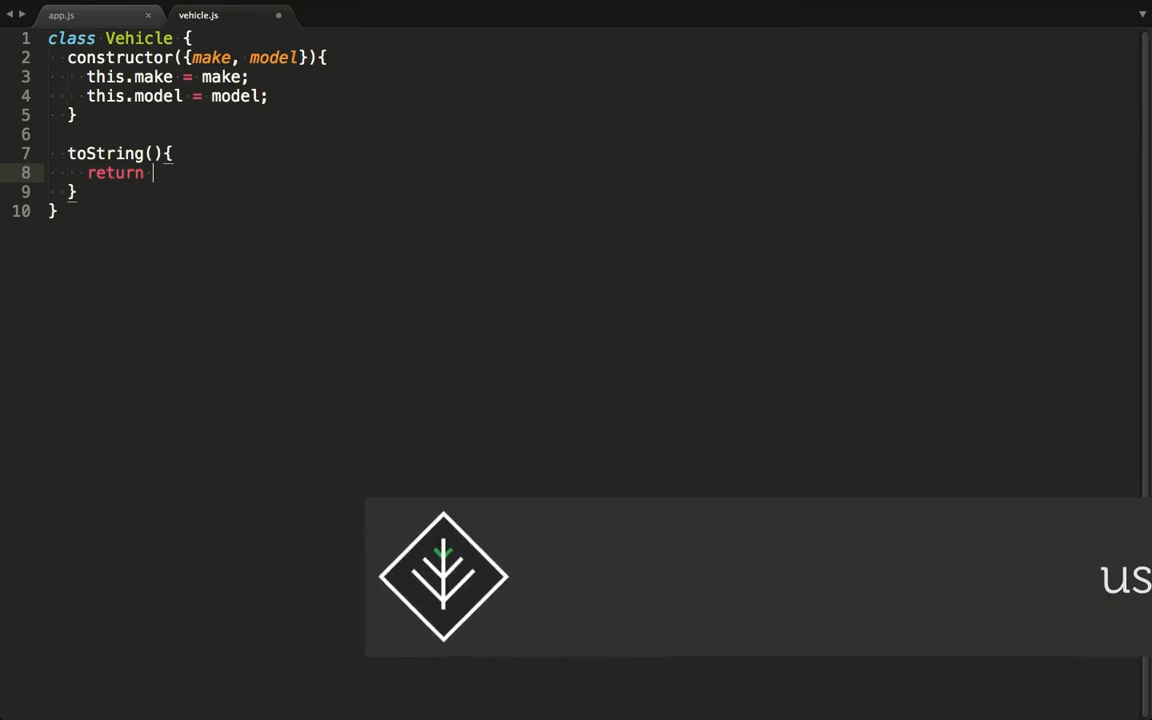 app.js
vehicle.js
1 class Vehicle {
2 constructor({make, model}){
3 this.make = make;
4 this.model = model;
5 }
6
7 toString(){
8 return
9 }
10 }
us